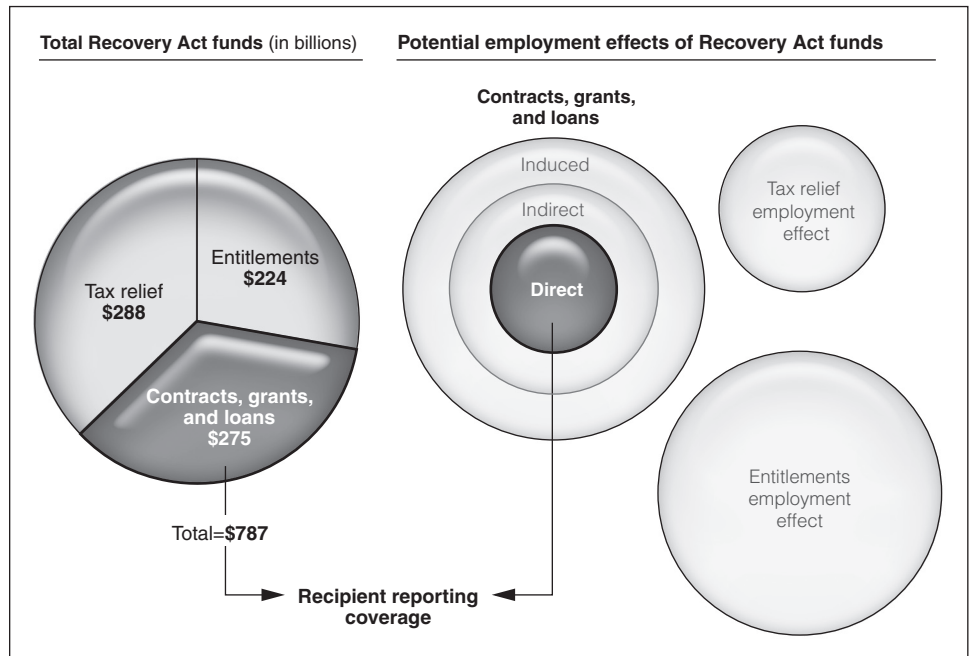 Total Recovery Act funds (in billions)
Potential employment effects of Recovery Act funds
Tax relief
$288
Entitlements
$224
Contracts, grants,
and loans
$275
Total=$787
Contracts, grants,
and loans
Induced
Indirect
Direct
Tax relief
employment
effect
Entitlements
employment
effect
Recipient reporting
coverage